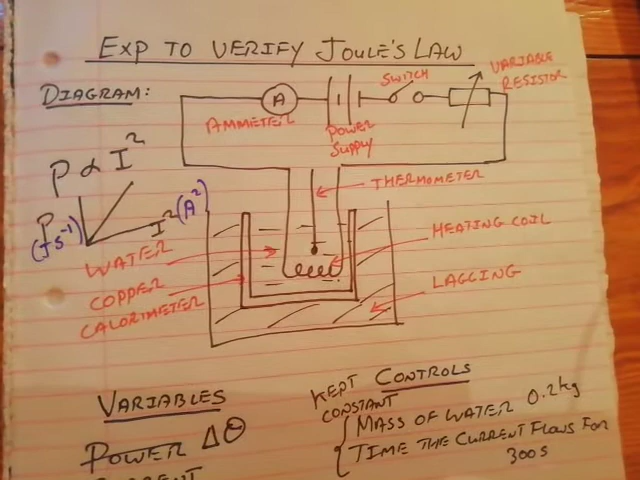 EXP TO VERIFY JOULE'S LAW
DIAGRAM:
SWITCH
VARIABLE
RESISTOR
A
AMMETER
POWER
SUPPLY
P ∝ I²
P
(Js⁻¹)
I² (A²)
THERMOMETER
WATER
HEATING COIL
COPPER
CALORIMETER
LAGGING
VARIABLES
POWER Δθ
CURRENT
KEPT CONTROLS
CONSTANT
MASS OF WATER 0.2kg
TIME THE CURRENT FLOWS FOR
300s